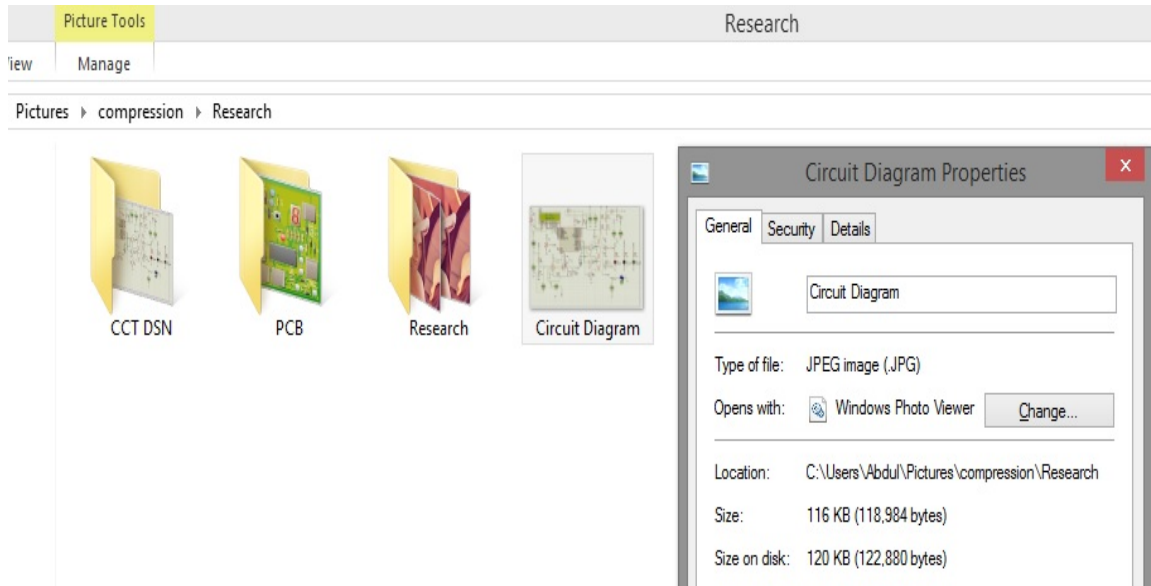 Picture Tools
Research
iew
Manage
Pictures ▸ compression ▸ Research
CCT DSN
PCB
Research
Circuit Diagram
Circuit Diagram Properties
x
General
Security
Details
Circuit Diagram
Type of file: JPEG image (.JPG)
Opens with: Windows Photo Viewer
Change...
Location: C:\Users\Abdul\Pictures\compression\Research
Size: 116 KB (118,984 bytes)
Size on disk: 120 KB (122,880 bytes)